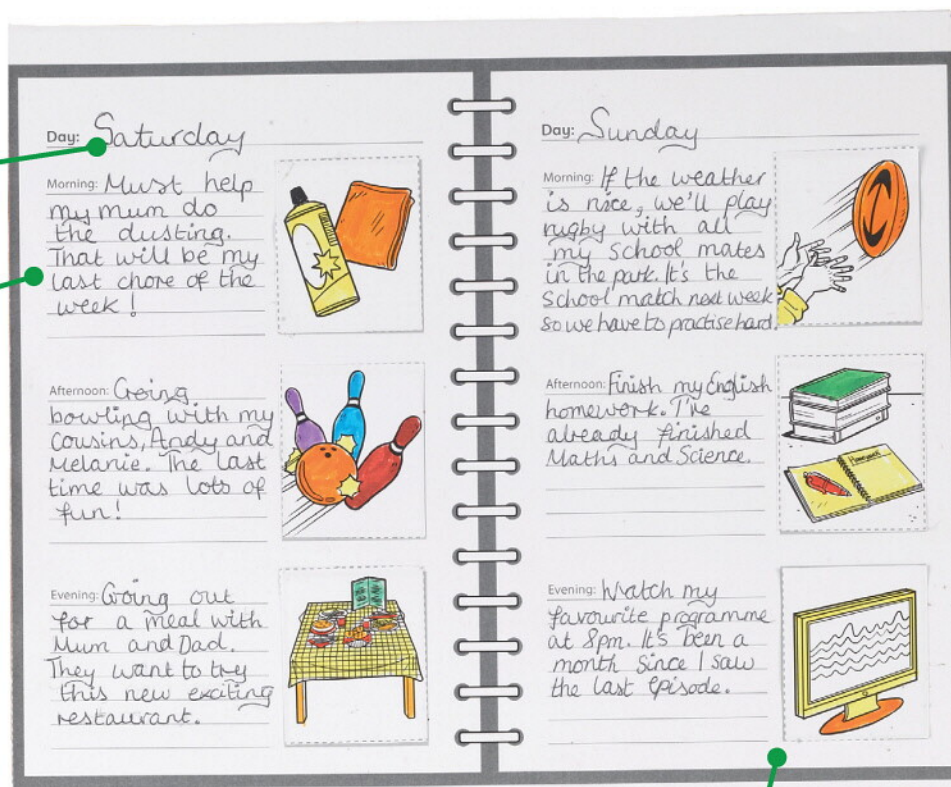 Day: Saturday
Morning: Must help
my mum do
the dusting.
That will be my
last chore of the
week!
Afternoon: Going
bowling with my
cousins, Andy and
Melanie. The last
time was lots of
fun!
Evening: Going out
for a meal with
Mum and Dad.
They want to try
this new exciting
restaurant.
Day: Sunday
Morning: If the weather
is nice, we'll play
rugby with all
my school mates
in the park. It's the
School match next week
so we have to practise hard.
Afternoon: Finish my English
homework. I've
already finished
Maths and Science.
Homework
Evening: Watch my
favourite programme
at 8pm. It's been a
month since I saw
the last episode.